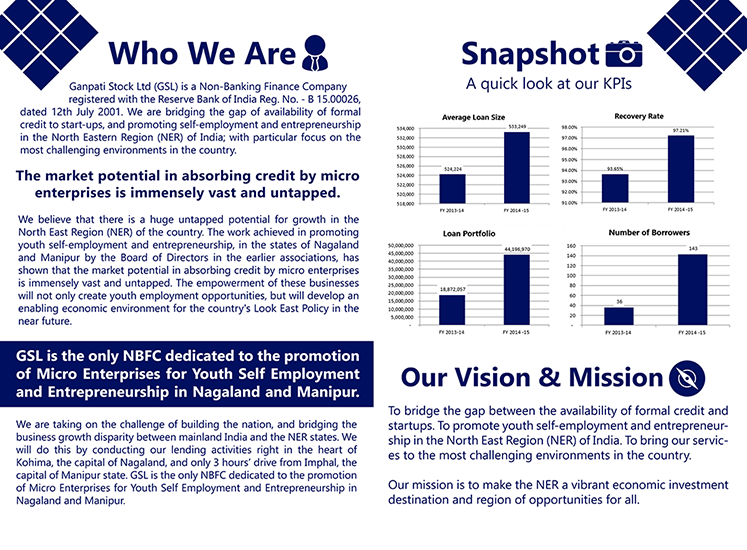 Who We Are
Ganpati Stock Ltd (GSL) is a Non-Banking Finance Company
registered with the Reserve Bank of India Reg. No. - B 15.00026,
dated 12th July 2001. We are bridging the gap of availability of formal
credit to start-ups, and promoting self-employment and entrepreneurship
in the North Eastern Region (NER) of India; with particular focus on the
most challenging environments in the country.
The market potential in absorbing credit by micro
enterprises is immensely vast and untapped.
We believe that there is a huge untapped potential for growth in the
North East Region (NER) of the country. The work achieved in promoting
youth self-employment and entrepreneurship, in the states of Nagaland
and Manipur by the Board of Directors in the earlier associations, has
shown that the market potential in absorbing credit by micro enterprises
is immensely vast and untapped. The empowerment of these businesses
will not only create youth employment opportunities, but will develop an
enabling economic environment for the country's Look East Policy in the
near future.
GSL is the only NBFC dedicated to the promotion
of Micro Enterprises for Youth Self Employment
and Entrepreneurship in Nagaland and Manipur.
We are taking on the challenge of building the nation, and bridging the
business growth disparity between mainland India and the NER states. We
will do this by conducting our lending activities right in the heart of
Kohima, the capital of Nagaland, and only 3 hours' drive from Imphal, the
capital of Manipur state. GSL is the only NBFC dedicated to the promotion
of Micro Enterprises for Youth Self Employment and Entrepreneurship in
Nagaland and Manipur.
Snapshot
A quick look at our KPIs
Average Loan Size
534,000
532,000
530,000
528,000
526,000
524,000
522,000
520,000
518,000
524,224
533,249
FY 2013-14
FY 2014 -15
Recovery Rate
98.00%
97.00%
96.00%
95.00%
94.00%
93.00%
92.00%
91.00%
93.65%
97.21%
FY 2013-14
FY 2014 -15
Loan Portfolio
50,000,000
45,000,000
40,000,000
35,000,000
30,000,000
25,000,000
20,000,000
15,000,000
10,000,000
5,000,000
-
18,872,057
44,196,970
FY 2013-14
FY 2014 -15
Number of Borrowers
160
140
120
100
80
60
40
20
-
36
143
FY 2013-14
FY 2014 -15
Our Vision & Mission
To bridge the gap between the availability of formal credit and
startups. To promote youth self-employment and entrepreneur-
ship in the North East Region (NER) of India. To bring our servic-
es to the most challenging environments in the country.
Our mission is to make the NER a vibrant economic investment
destination and region of opportunities for all.